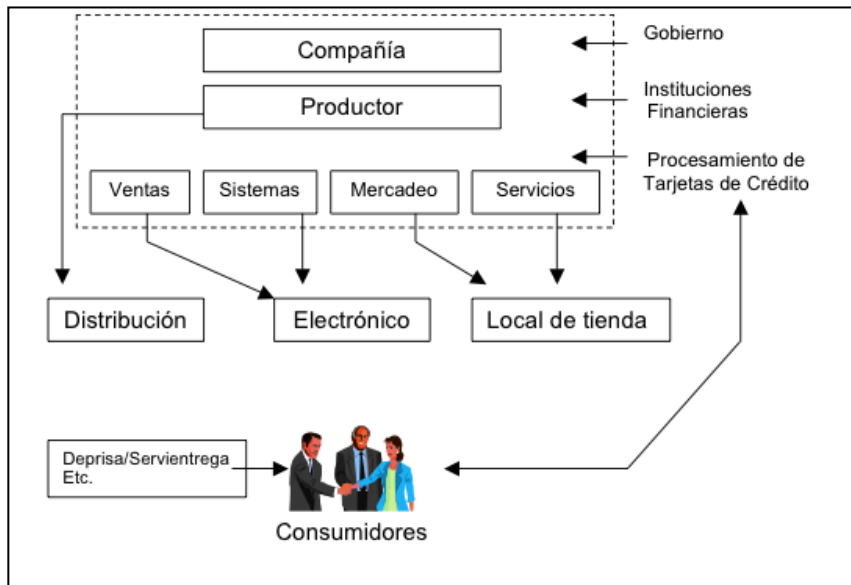 Compañía
Gobierno
Productor
Instituciones
Financieras
Procesamiento de
Tarjetas de Crédito
Ventas
Sistemas
Mercadeo
Servicios
Distribución
Electrónico
Local de tienda
Deprisa/Servientrega
Etc.
Consumidores